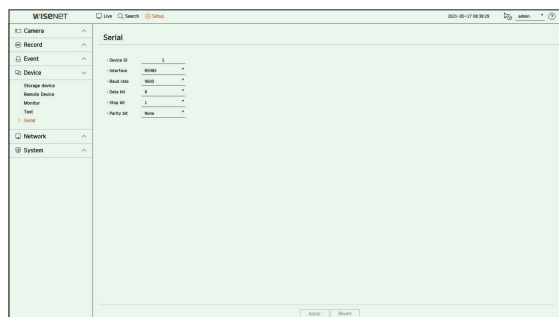 WISENET
Live Search Setup
2021-05-17 08:38:29 admin
Camera
Record
Event
Device
Storage device
Remote Device
Monitor
Text
Serial
Network
System
Serial
Device ID 1
Interface RS485
Baud rate 9600
Data bit 8
Stop bit 1
Parity bit None
Apply Revert